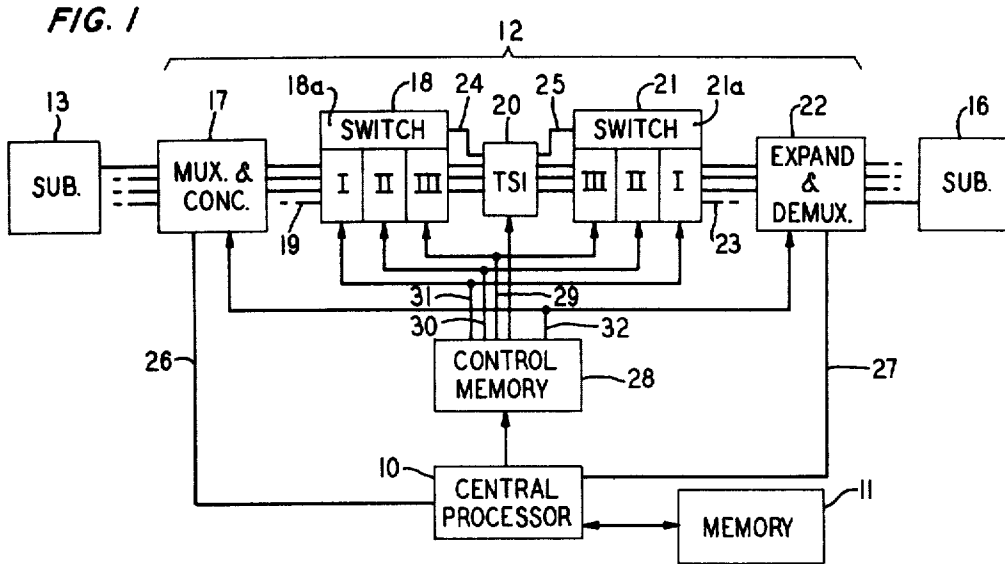 FIG. 1
12
13
17
18a
18
24
20
25
21
21a
22
16
SUB.
MUX. &
CONC.
SWITCH
I II III
TSI
SWITCH
III II I
EXPAND
&
DEMUX.
SUB.
19
23
31
29
30
32
26
CONTROL
MEMORY
28
27
10
CENTRAL
PROCESSOR
11
MEMORY